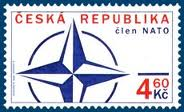 ČESKÁ REPUBLIKA
člen NATO
4.60 Kč